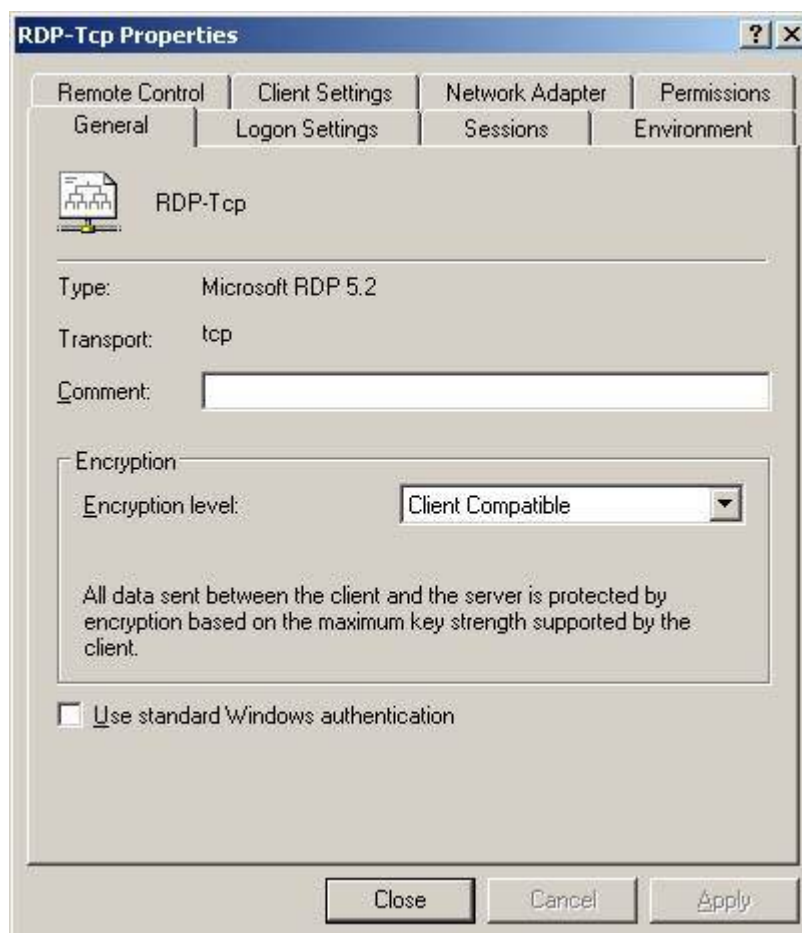 RDP-Tcp Properties
Remote Control Client Settings Network Adapter Permissions
General Logon Settings Sessions Environment
RDP-Tcp
Type: Microsoft RDP 5.2
Transport: tcp
Comment:
Encryption
Encryption level: Client Compatible
All data sent between the client and the server is protected by
encryption based on the maximum key strength supported by the
client.
Use standard Windows authentication
Close Cancel Apply